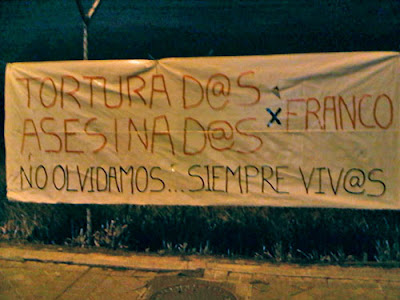 TORTURAD@S
ASESINAD@S x FRANCO
NO OLVIDAMOS... SIEMPRE VIV@S